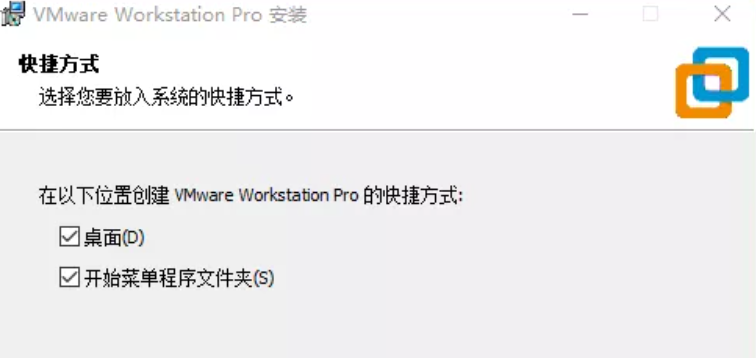 VMware Workstation Pro 安装
快捷方式
选择您要放入系统的快捷方式。
在以下位置创建 VMware Workstation Pro 的快捷方式:
桌面(D)
开始菜单程序文件夹(S)